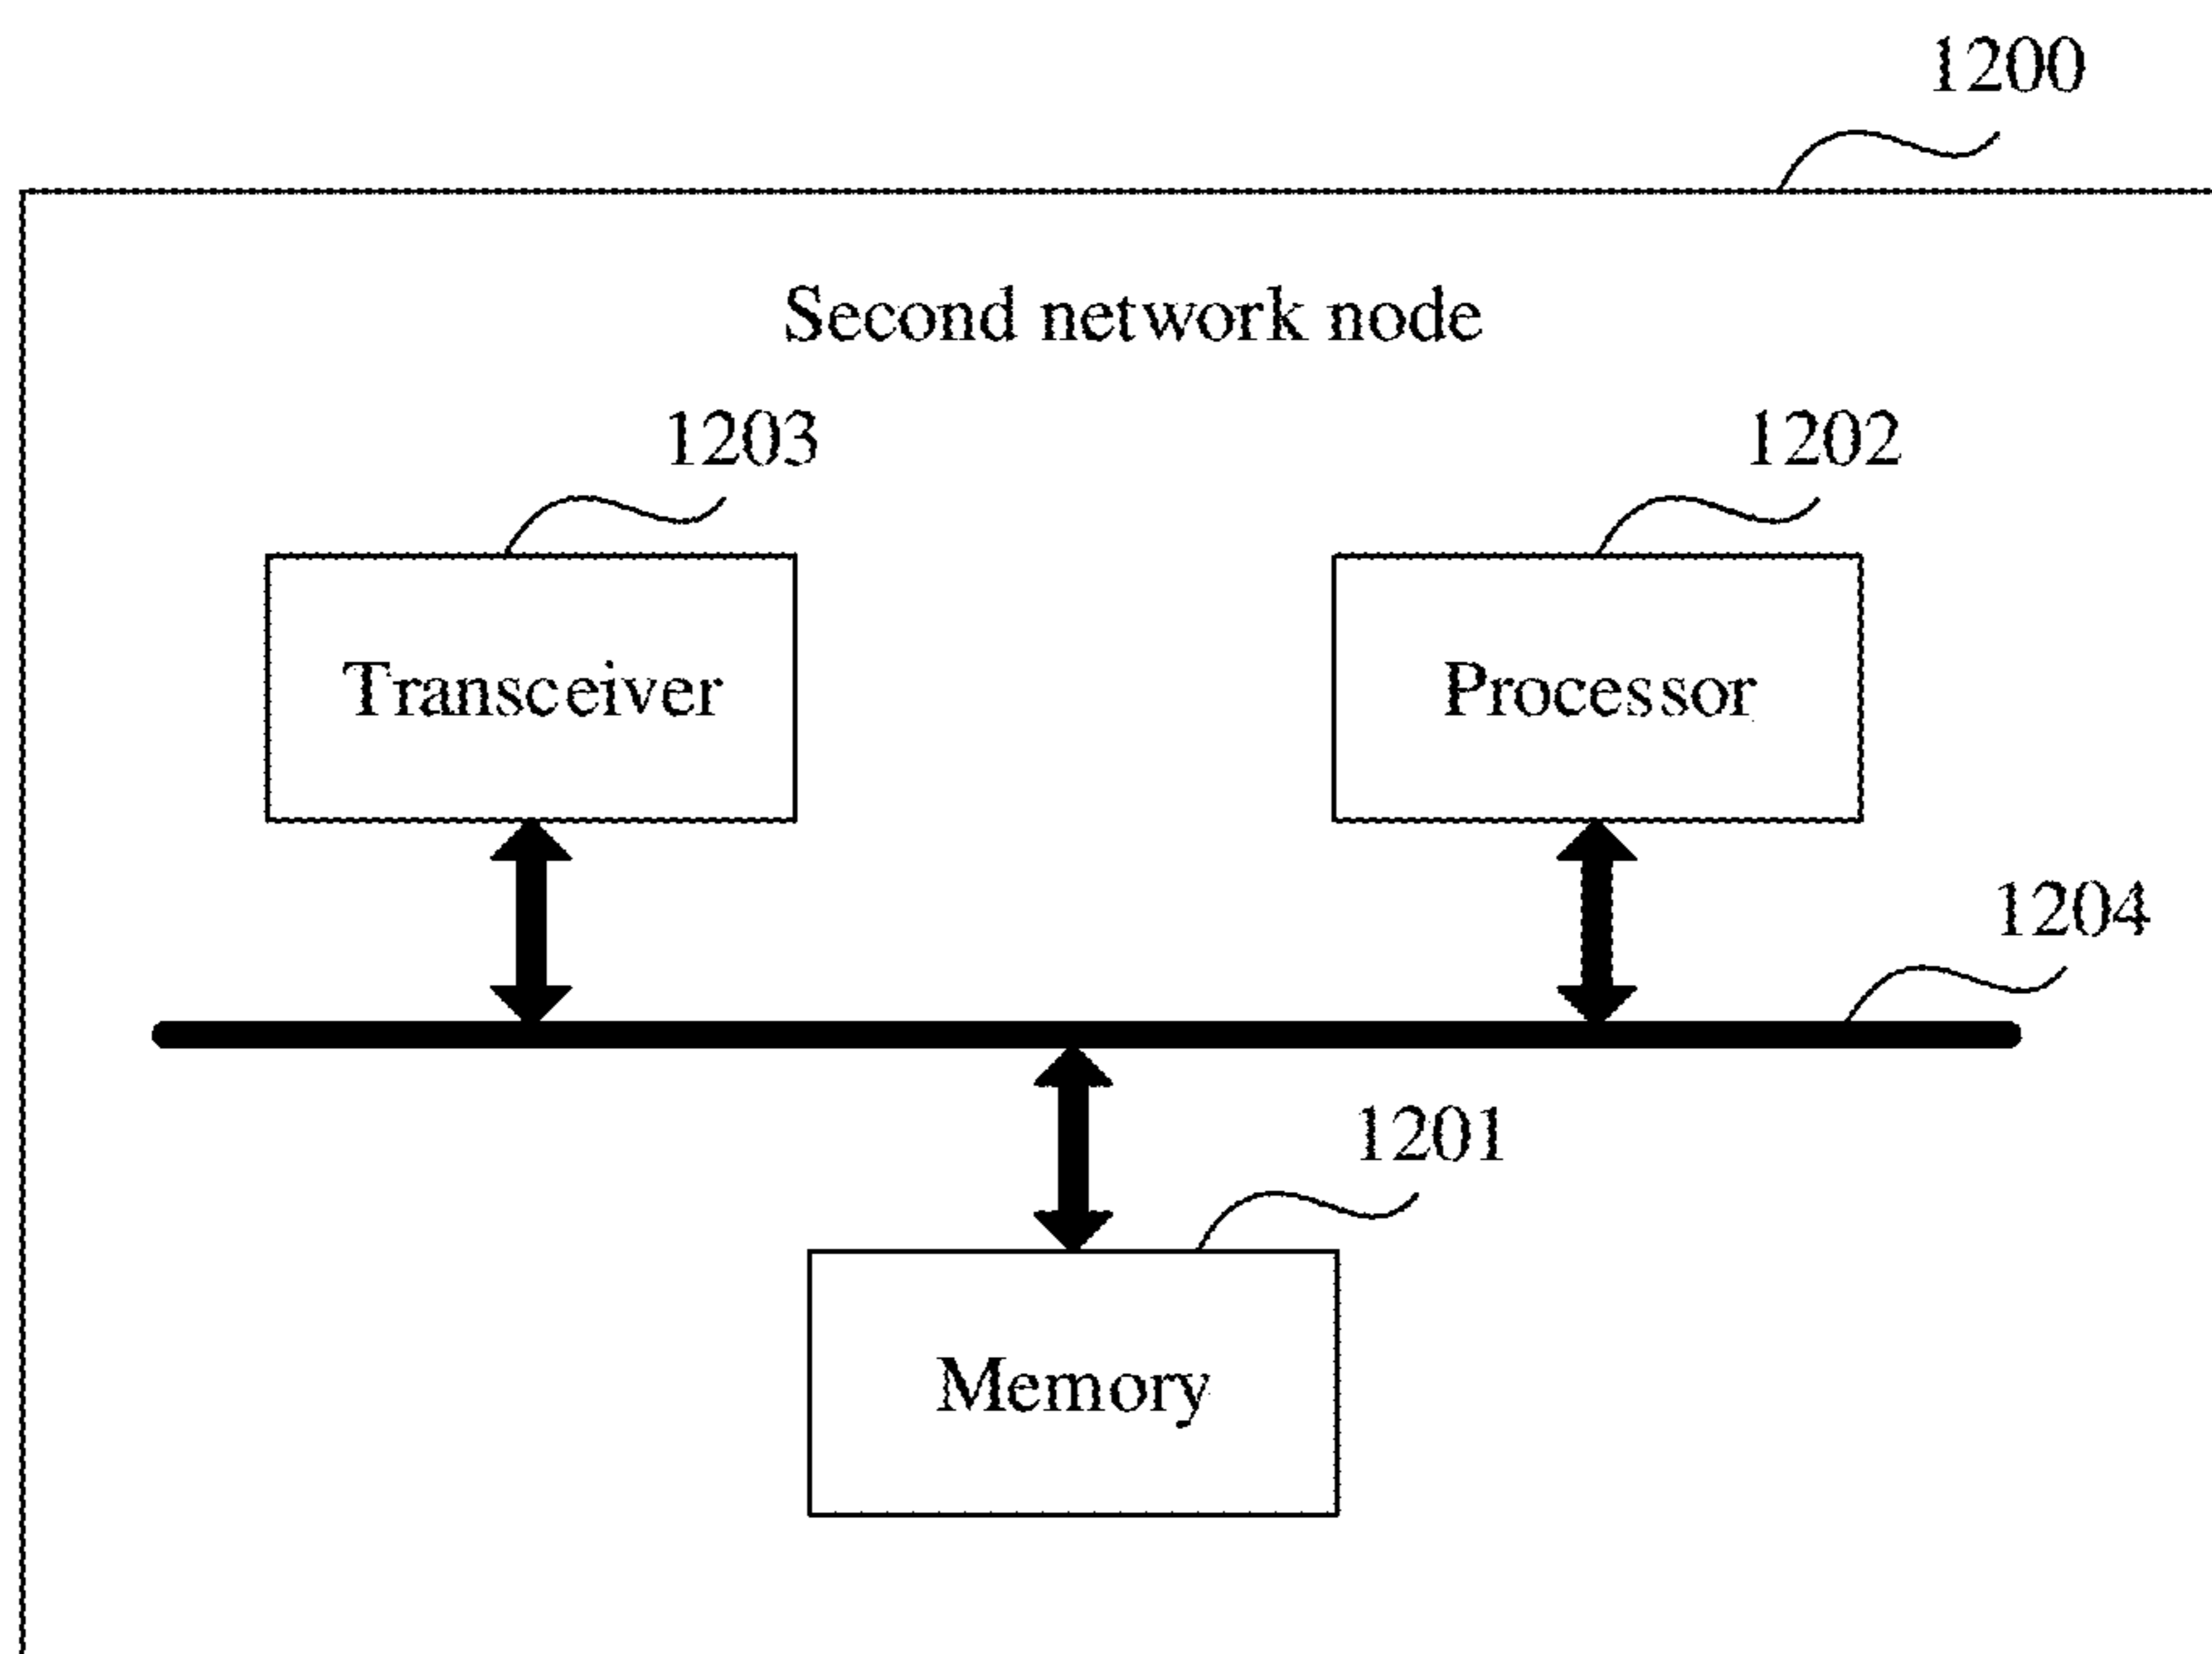 1200
Second network node
1203
1202
Transceiver
Processor
1204
1201
Memory